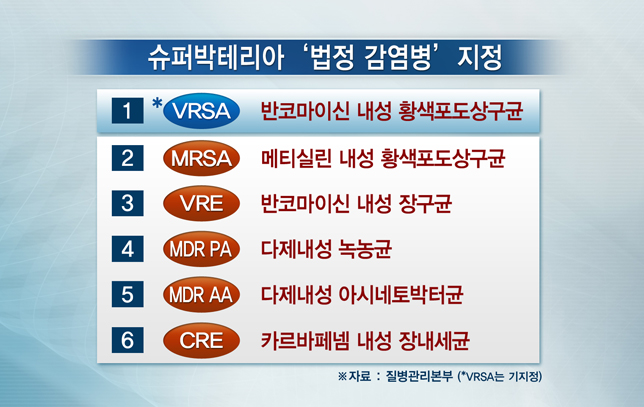 슈퍼박테리아 ‘법정 감염병’ 지정
1 *VRSA 반코마이신 내성 황색포도상구균
2 MRSA 메티실린 내성 황색포도상구균
3 VRE 반코마이신 내성 장구균
4 MDR PA 다제내성 녹농균
5 MDR AA 다제내성 아시네토박터균
6 CRE 카르바페넴 내성 장내세균
※자료 : 질병관리본부 (*VRSA는 기지정)